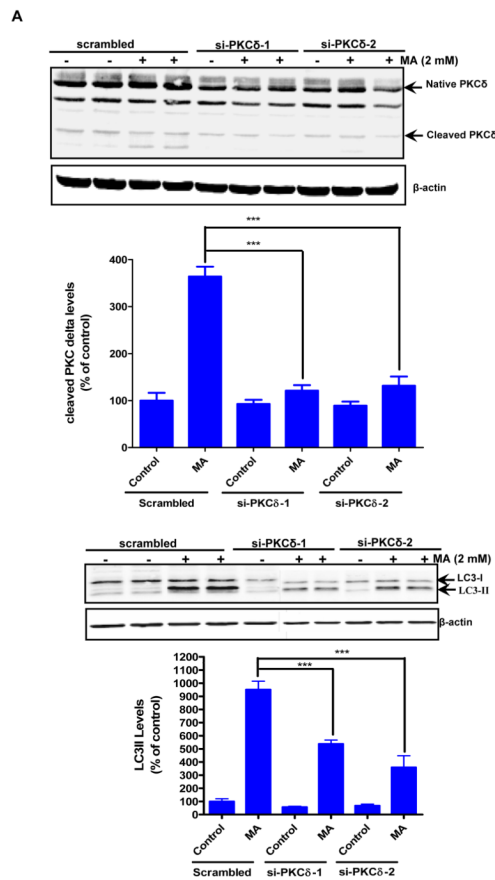 A
scrambled si-PKCδ-1 si-PKCδ-2
- - + + - + + - + + MA (2 mM)
Native PKCδ
Cleaved PKCδ
β-actin
***
***
400
300
200
100
0
cleaved PKC delta levels
(% of control)
Control MA Control MA Control MA
Scrambled si-PKCδ-1 si-PKCδ-2
scrambled si-PKCδ-1 si-PKCδ-2
- - + + - + + - + + MA (2 mM)
LC3-I
LC3-II
β-actin
***
***
1200
1100
1000
900
800
700
600
500
400
300
200
100
0
LC3II Levels
(% of control)
Control MA Control MA Control MA
Scrambled si-PKCδ-1 si-PKCδ-2